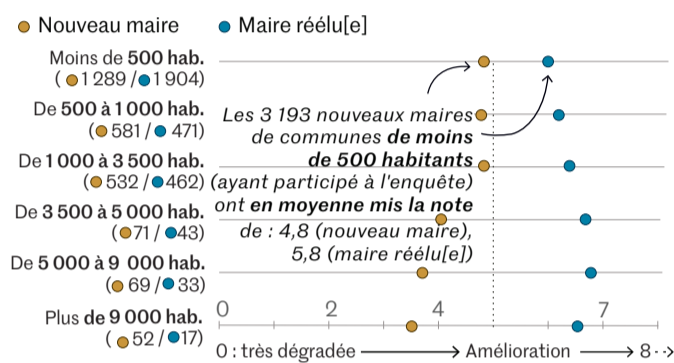 Nouveau maire Maire réélu[e]
Moins de 500 hab.
( 1 289 / 1 904)
De 500 à 1 000 hab.
( 581 / 471)
De 1 000 à 3 500 hab.
( 532 / 462)
De 3 500 à 5 000 hab.
( 71 / 43)
De 5 000 à 9 000 hab.
( 69 / 33)
Plus de 9 000 hab.
( 52 / 17)
Les 3 193 nouveaux maires
de communes de moins
de 500 habitants
(ayant participé à l'enquête)
ont en moyenne mis la note
de : 4,8 (nouveau maire),
5,8 (maire réélu[e])
0 2 4 7
0 : très dégradée Amélioration 8